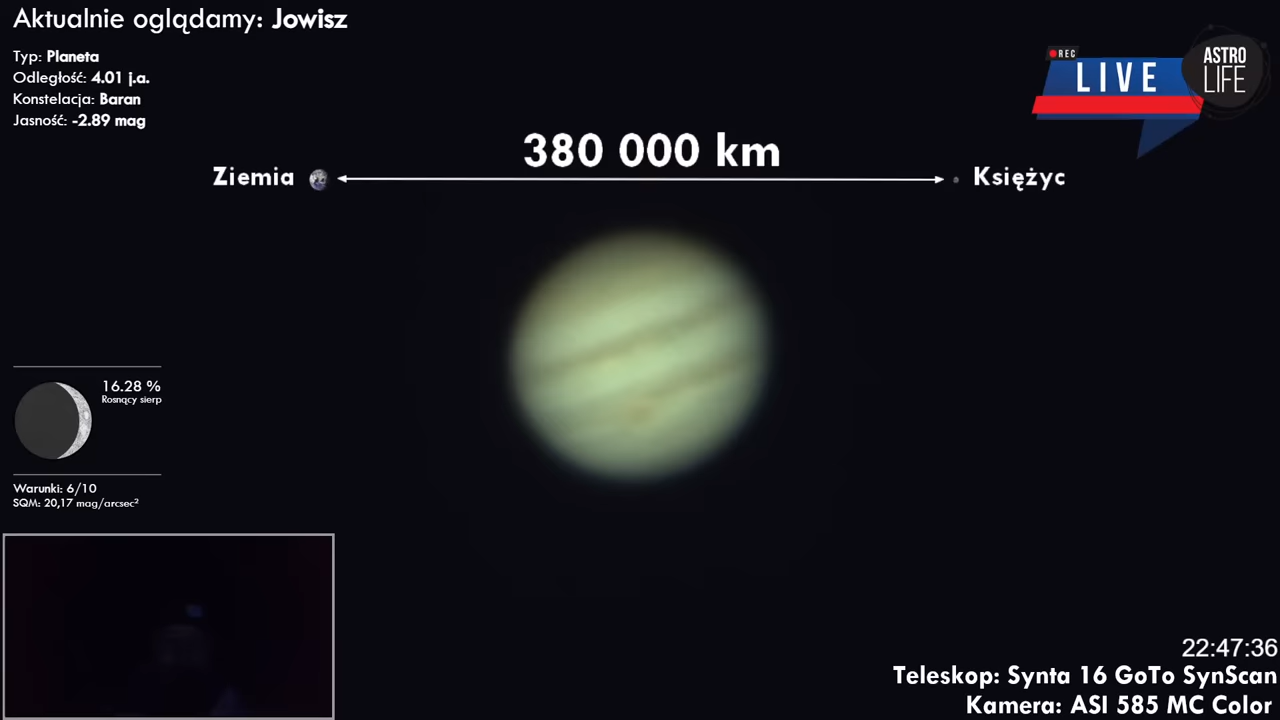 Aktualnie oglądamy: Jowisz
Typ: Planeta
Odległość: 4.01 j.a.
Konstelacja: Baran
Jasność: -2.89 mag
REC
LIVE
ASTRO
LIFE
380 000 km
Ziemia
Księżyc
16.28 %
Rosnący sierp
Warunki: 6/10
SQM: 20,17 mag/arcsec²
22:47:36
Teleskop: Synta 16 GoTo SynScan
Kamera: ASI 585 MC Color